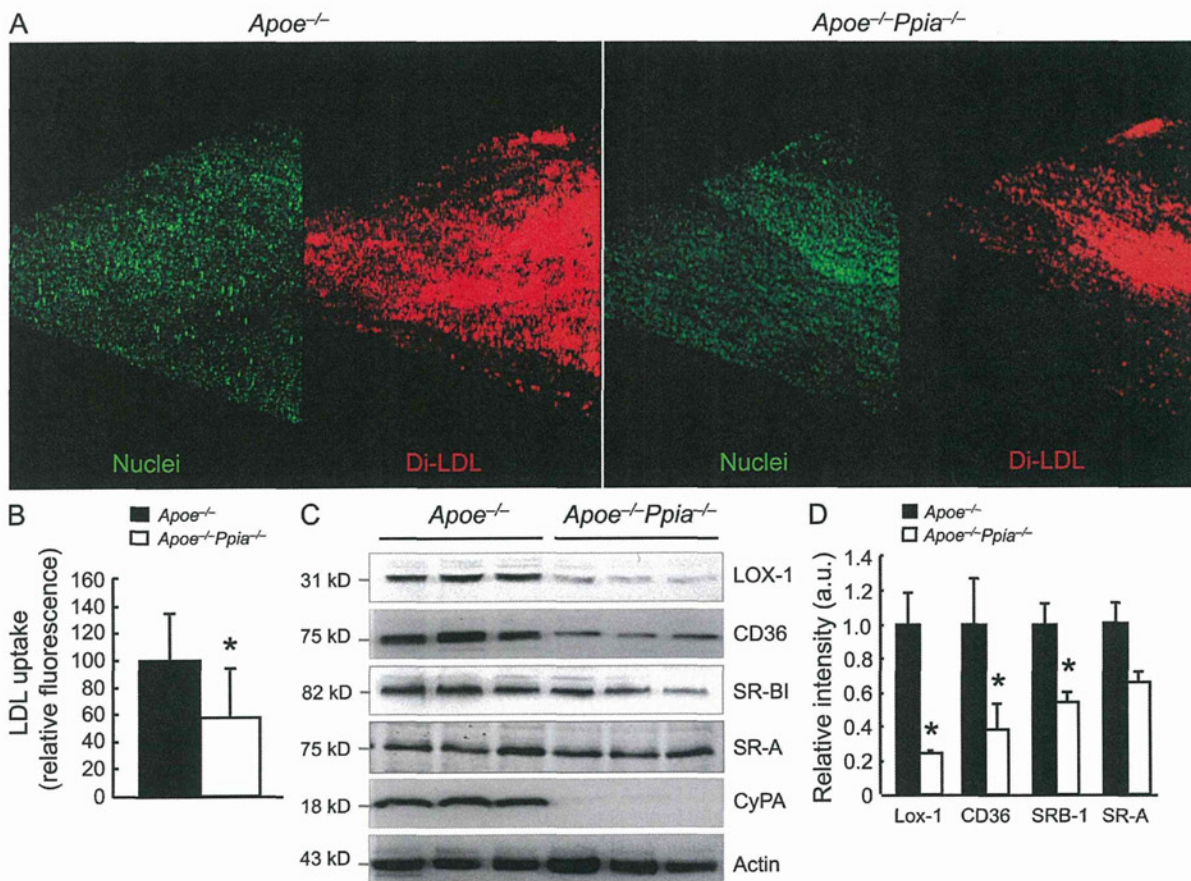 A
Apoe–/–
Apoe–/–Ppia–/–
Nuclei
Di-LDL
Nuclei
Di-LDL
B
Apoe–/–
Apoe–/–Ppia–/–
LDL uptake
(relative fluorescence)
160
140
120
100
80
60
40
20
0
*
C
Apoe–/–
Apoe–/–Ppia–/–
31 kD
LOX-1
75 kD
CD36
82 kD
SR-BI
75 kD
SR-A
18 kD
CyPA
43 kD
Actin
D
Apoe–/–
Apoe–/–Ppia–/–
Relative intensity (a.u.)
1.4
1.2
1.0
0.8
0.6
0.4
0.2
0
*
*
*
Lox-1
CD36
SRB-1
SR-A